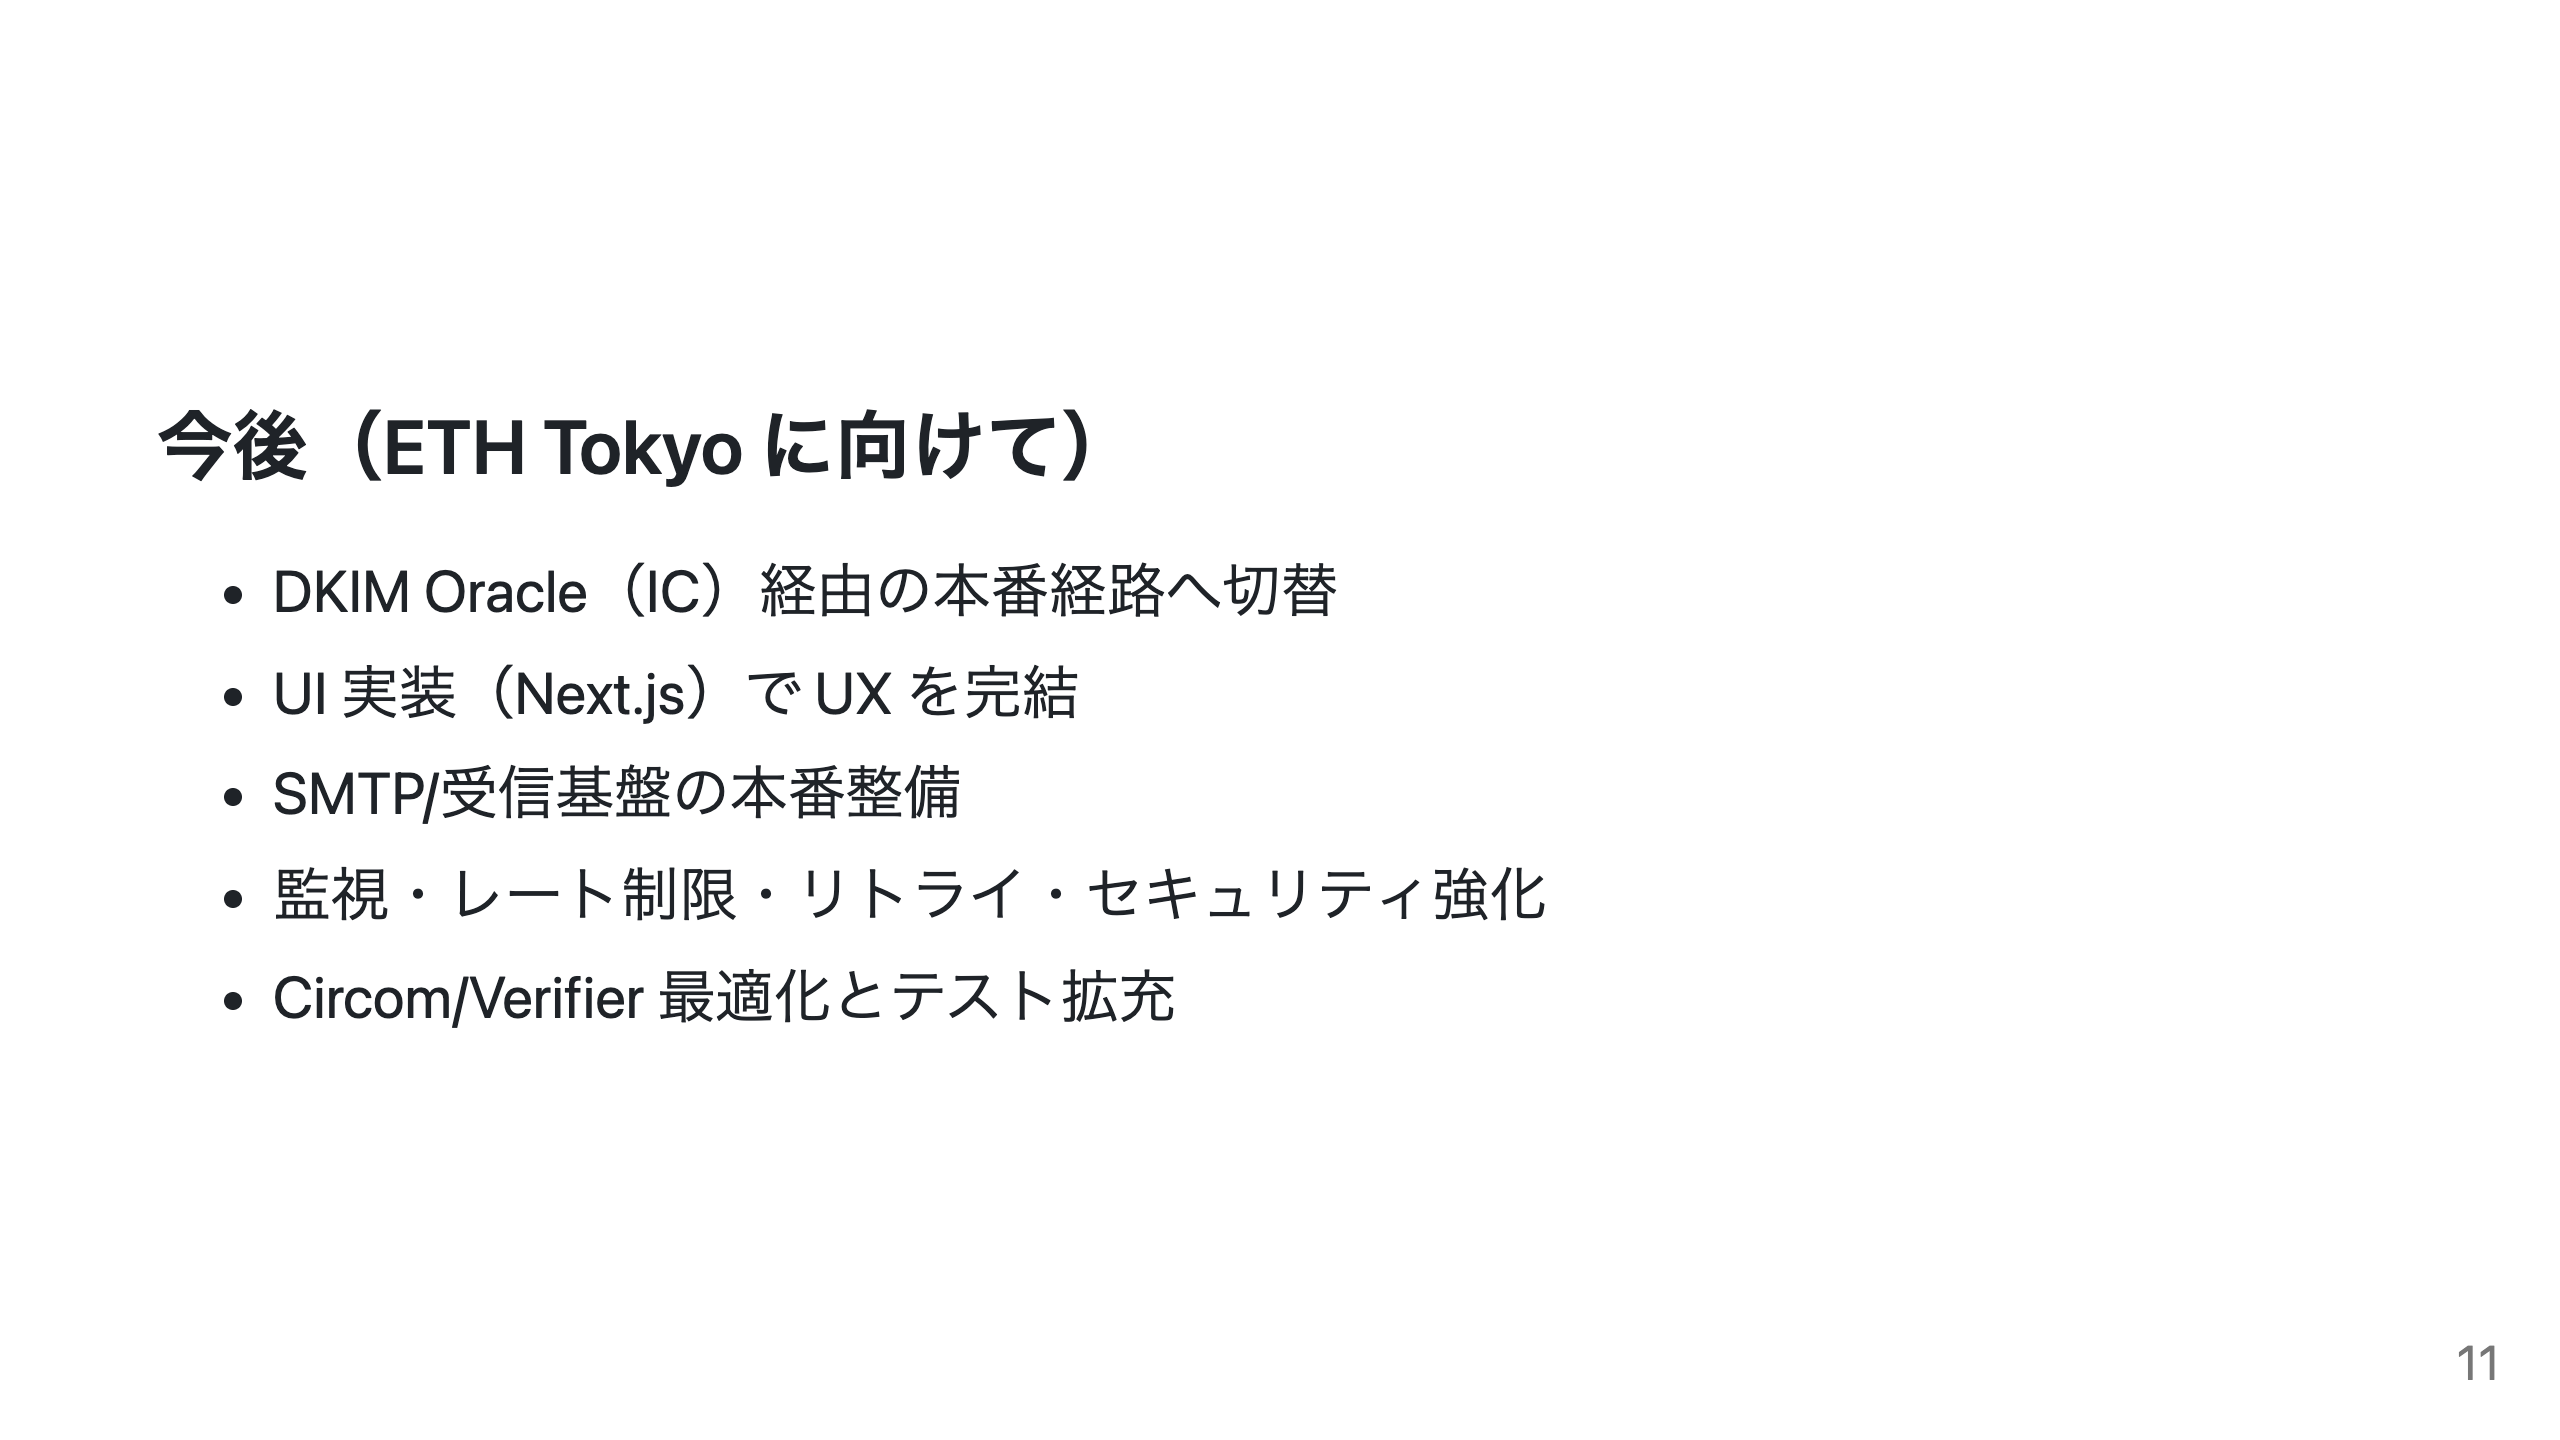 今後（ETH Tokyo に向けて）
• DKIM Oracle（IC）経由の本番経路へ切替
• UI 実装（Next.js）で UX を完結
• SMTP/受信基盤の本番整備
• 監視・レート制限・リトライ・セキュリティ強化
• Circom/Verifier 最適化とテスト拡充
11